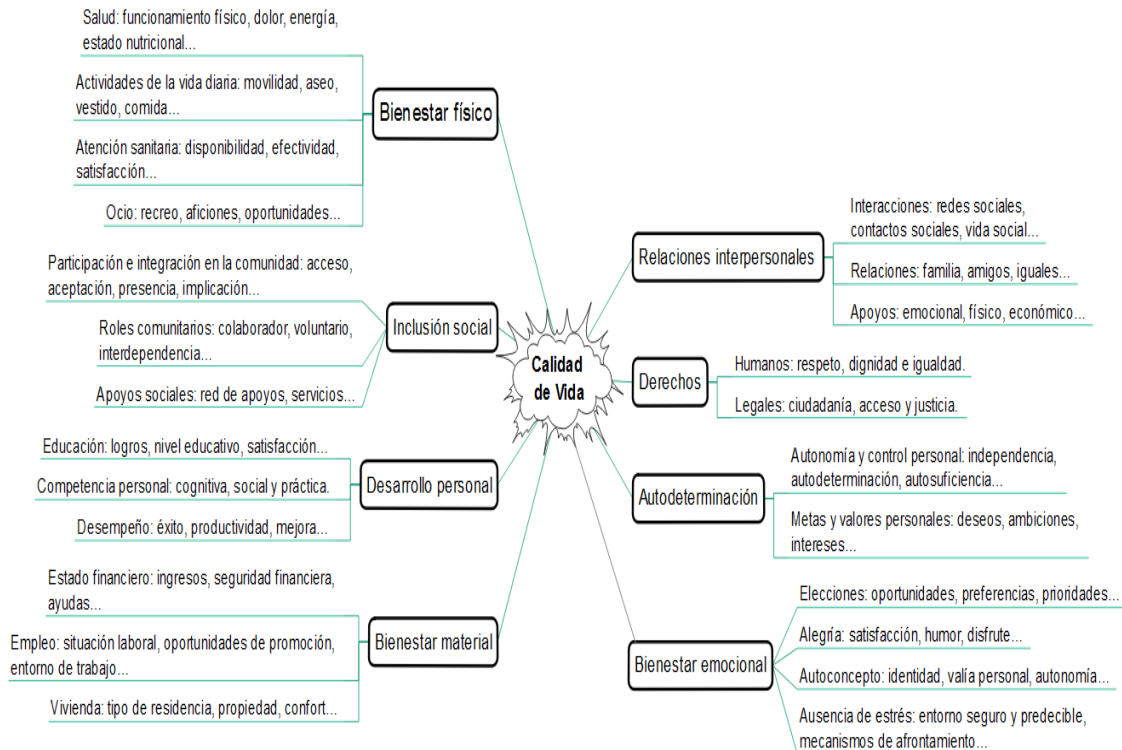 Calidad
de Vida
Bienestar físico
Salud: funcionamiento físico, dolor, energía,
estado nutricional...
Actividades de la vida diaria: movilidad, aseo,
vestido, comida...
Atención sanitaria: disponibilidad, efectividad,
satisfacción...
Ocio: recreo, aficiones, oportunidades...
Inclusión social
Participación e integración en la comunidad: acceso,
aceptación, presencia, implicación...
Roles comunitarios: colaborador, voluntario,
interdependencia...
Apoyos sociales: red de apoyos, servicios...
Desarrollo personal
Educación: logros, nivel educativo, satisfacción...
Competencia personal: cognitiva, social y práctica.
Desempeño: éxito, productividad, mejora...
Bienestar material
Estado financiero: ingresos, seguridad financiera,
ayudas...
Empleo: situación laboral, oportunidades de promoción,
entorno de trabajo...
Vivienda: tipo de residencia, propiedad, confort...
Relaciones interpersonales
Interacciones: redes sociales,
contactos sociales, vida social...
Relaciones: familia, amigos, iguales...
Apoyos: emocional, físico, económico...
Derechos
Humanos: respeto, dignidad e igualdad.
Legales: ciudadanía, acceso y justicia.
Autodeterminación
Autonomía y control personal: independencia,
autodeterminación, autosuficiencia...
Metas y valores personales: deseos, ambiciones,
intereses...
Bienestar emocional
Elecciones: oportunidades, preferencias, prioridades...
Alegría: satisfacción, humor, disfrute...
Autoconcepto: identidad, valía personal, autonomía...
Ausencia de estrés: entorno seguro y predecible,
mecanismos de afrontamiento...